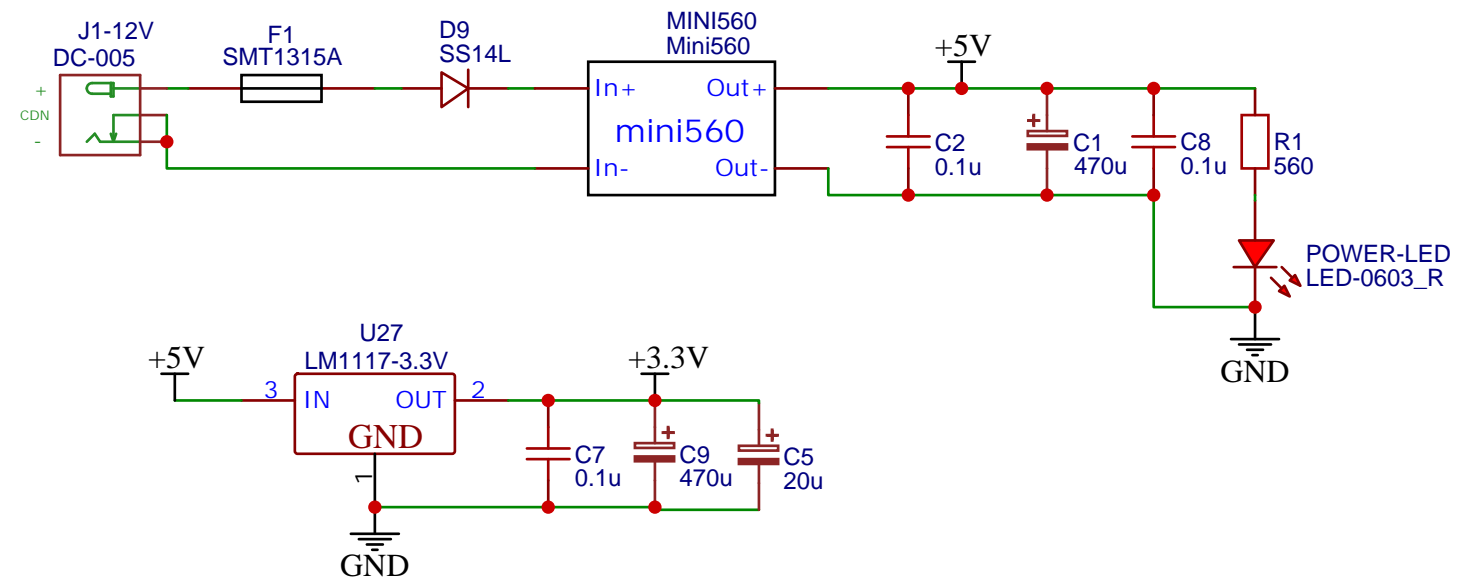 J1-12V
DC-005
+
CDN
-
F1
SMT1315A
D9
SS14L
MINI560
Mini560
In+
Out+
mini560
In-
Out-
+5V
C2
0.1u
+
C1
470u
C8
0.1u
R1
560
POWER-LED
LED-0603_R
GND
+5V
U27
LM1117-3.3V
3
IN
OUT
2
GND
1
GND
+3.3V
C7
0.1u
+
C9
470u
+
C5
20u